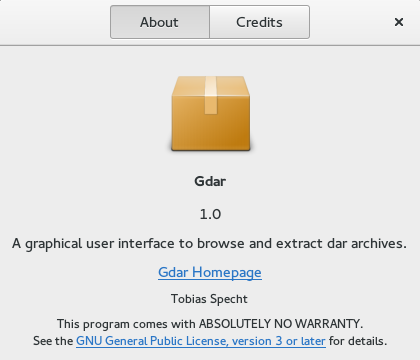 About Credits ×
Gdar
1.0
A graphical user interface to browse and extract dar archives.
Gdar Homepage
Tobias Specht
This program comes with ABSOLUTELY NO WARRANTY.
See the GNU General Public License, version 3 or later for details.